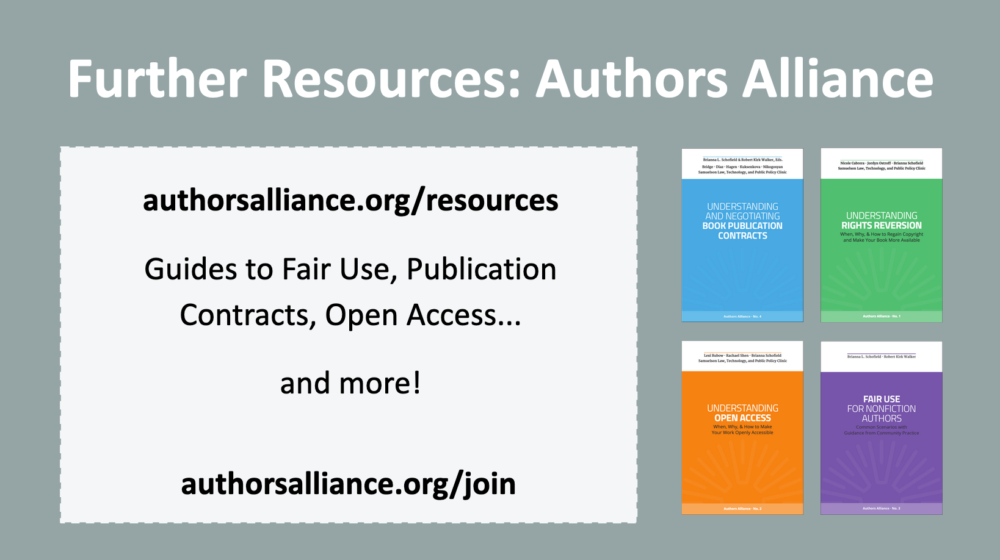 Further Resources: Authors Alliance
authorsalliance.org/resources
Guides to Fair Use, Publication
Contracts, Open Access...
and more!
authorsalliance.org/join
Brianna L. Schofield & Robert Kirk Walker, Eds.
Bridge · Diaz · Hagen · Kuksenkova · Nikogosyan
Samuelson Law, Technology, and Public Policy Clinic
UNDERSTANDING
AND NEGOTIATING
BOOK PUBLICATION
CONTRACTS
Authors Alliance · No. 4
Nicole Cabrera · Jordyn Ostroff · Brianna Schofield
Samuelson Law, Technology, and Public Policy Clinic
UNDERSTANDING
RIGHTS REVERSION
When, Why, & How to Regain Copyright
and Make Your Book More Available
Authors Alliance · No. 1
Lexi Rubow · Rachael Shen · Brianna Schofield
Samuelson Law, Technology, and Public Policy Clinic
UNDERSTANDING
OPEN ACCESS
When, Why, & How to Make
Your Work Openly Accessible
Authors Alliance · No. 2
Brianna L. Schofield · Robert Kirk Walker
FAIR USE
FOR NONFICTION
AUTHORS
Common Scenarios with
Guidance from Community Practice
Authors Alliance · No. 3